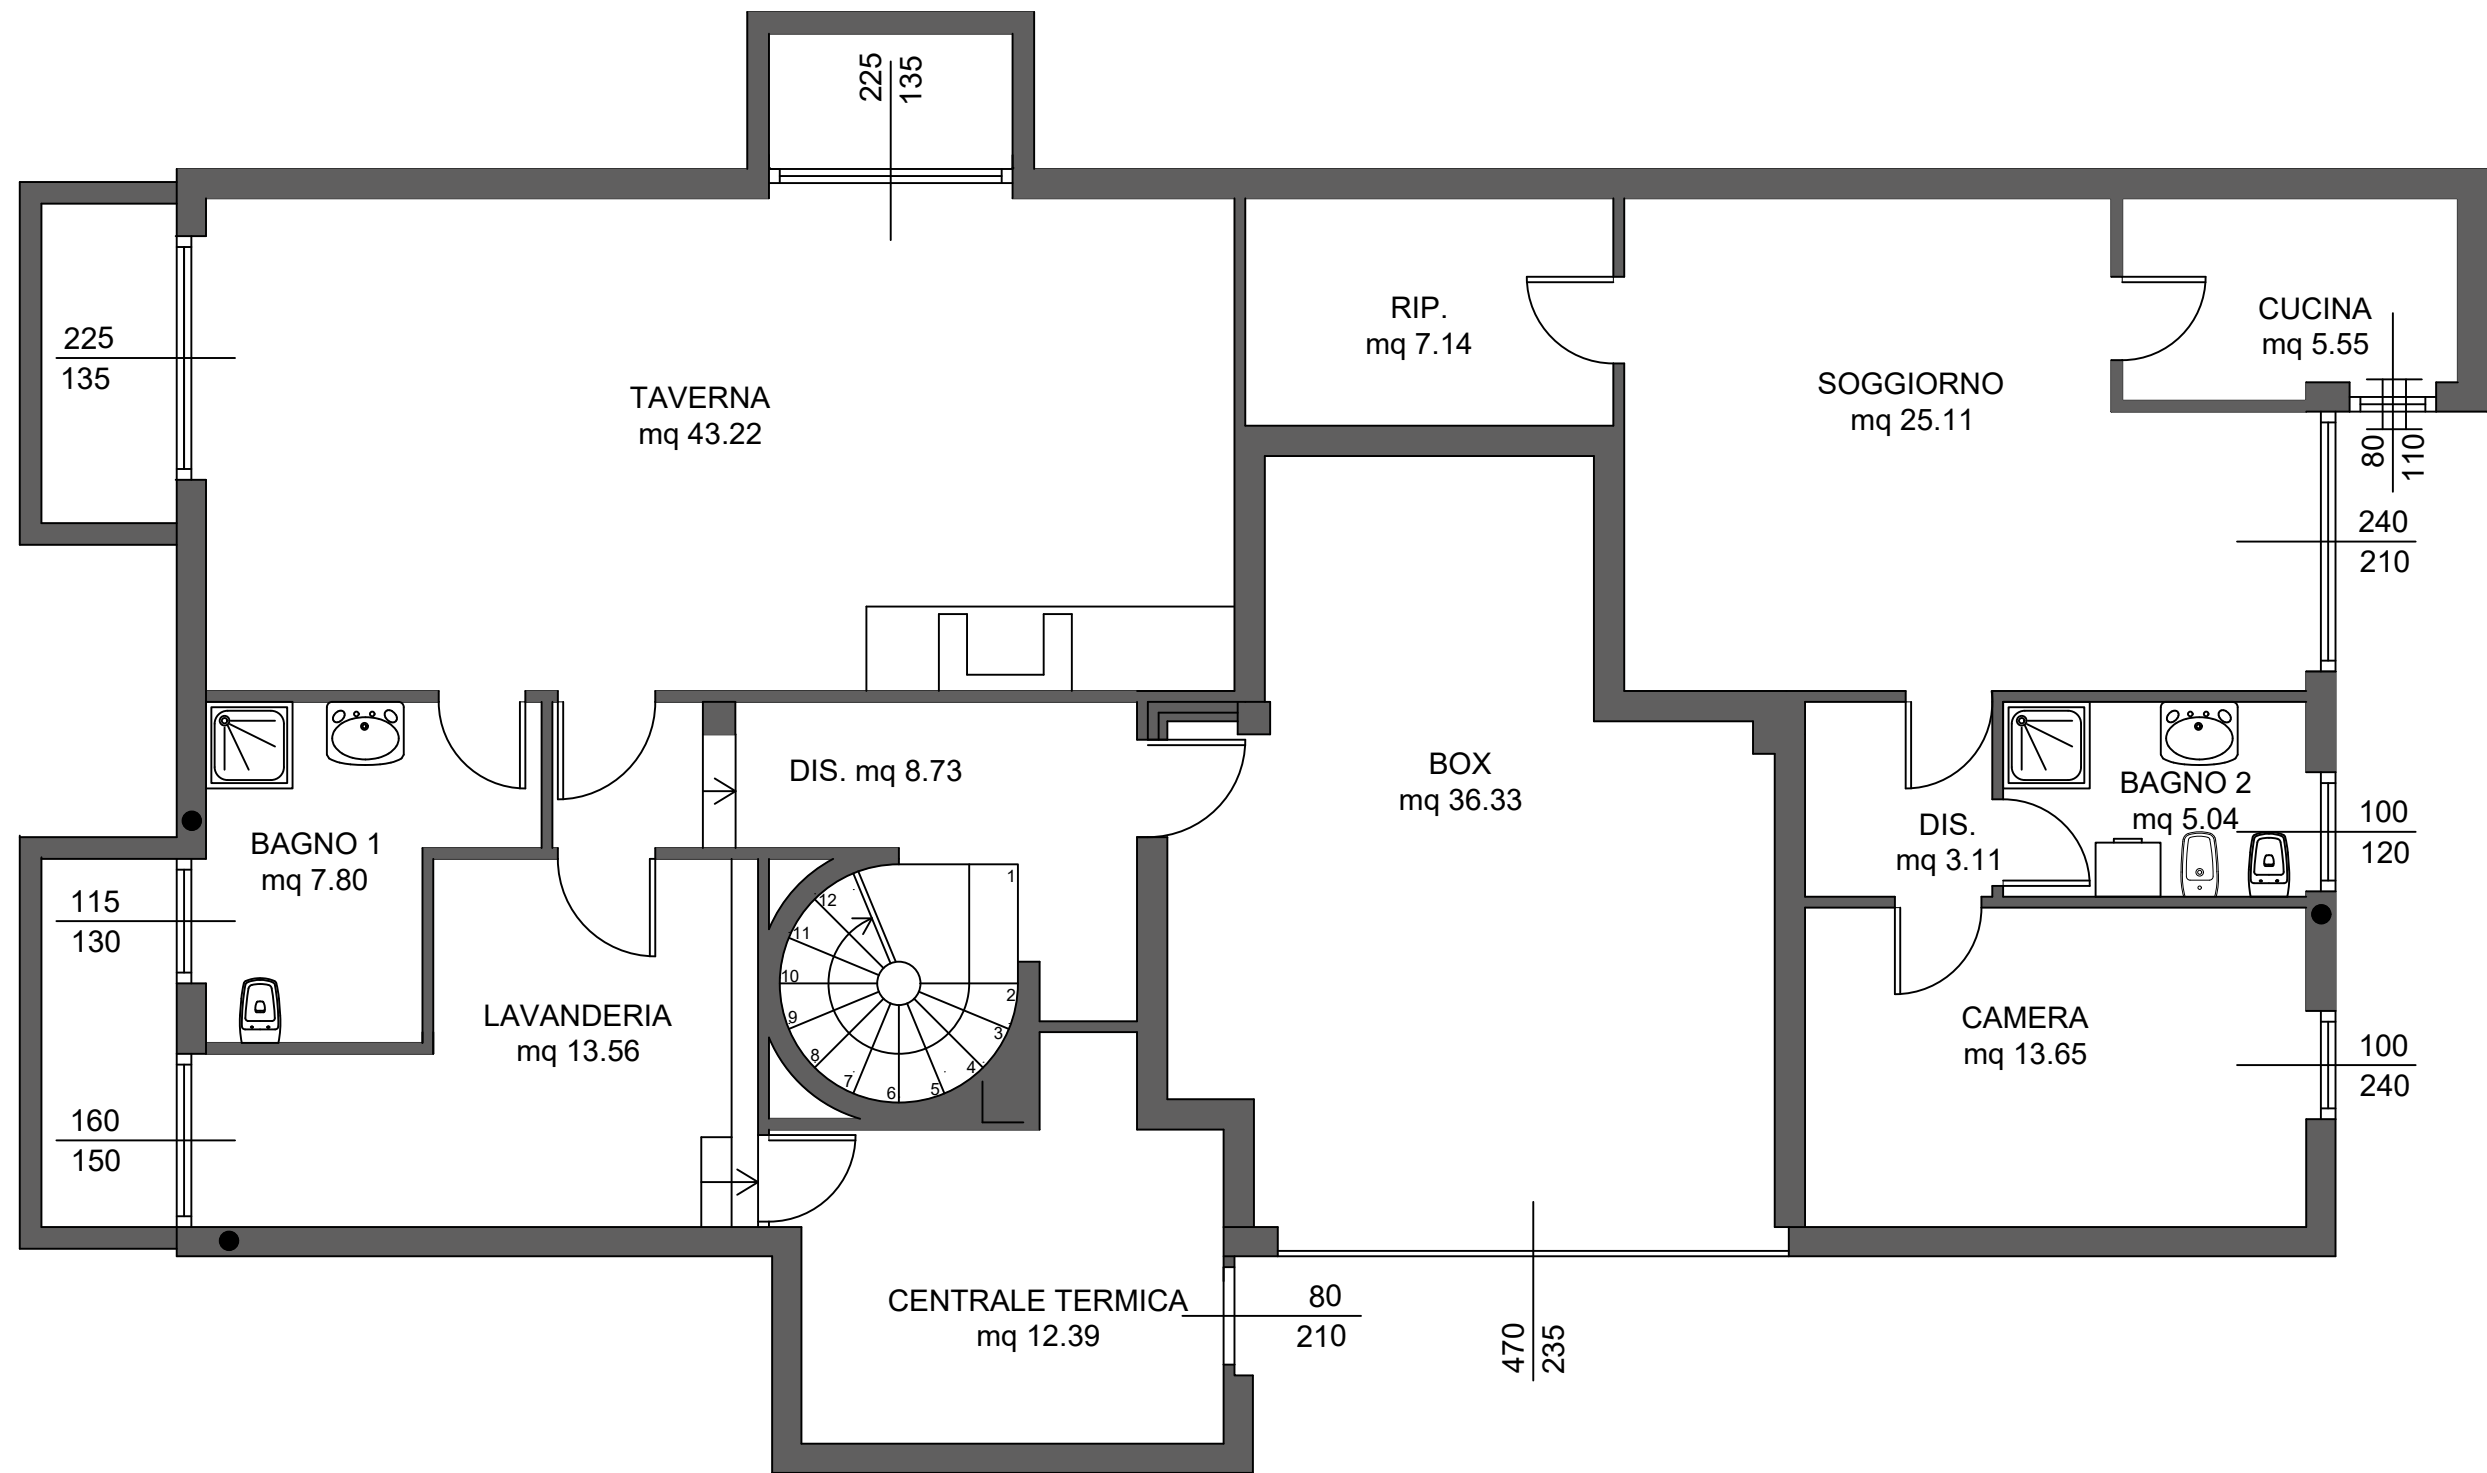 225
135
225
135
TAVERNA
mq 43.22
RIP.
mq 7.14
SOGGIORNO
mq 25.11
CUCINA
mq 5.55
80
110
240
210
DIS. mq 8.73
BOX
mq 36.33
BAGNO 2
mq 5.04
100
120
DIS.
mq 3.11
BAGNO 1
mq 7.80
115
130
LAVANDERIA
mq 13.56
1
2
3
4
5
6
7
8
9
10
11
12
CAMERA
mq 13.65
100
240
160
150
CENTRALE TERMICA
mq 12.39
80
210
470
235